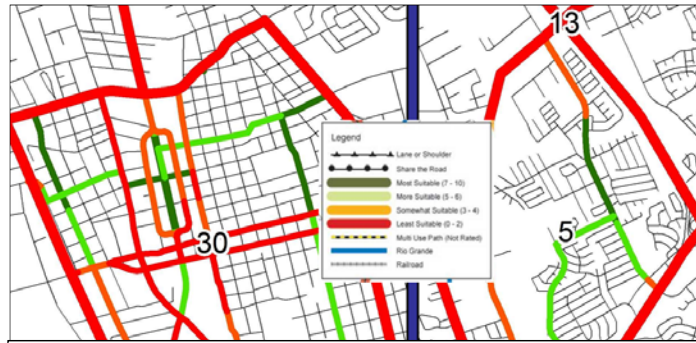 13
30
5
Legend
Lane or Shoulder
Share the Road
Most Suitable (7 - 10)
More Suitable (5 - 6)
Somewhat Suitable (3 - 4)
Least Suitable (0 - 2)
Multi Use Path (Not Rated)
Rio Grande
Railroad